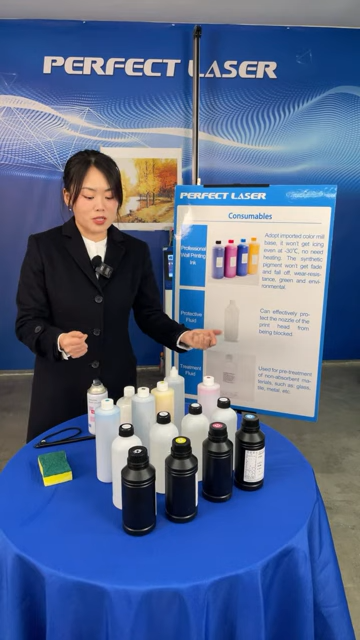 PERFECT LASER
PERFECT LASER
Consumables
Professional
Wall Printing
Ink
Adopt imported color mill
base, it won't get icing
even at -30°C, no need
heating. The synthetic
pigment won't get fade
and fall off, wear-resis-
tance, green and envi-
ronmental.
Protective
Fluid
Can effectively pro-
tect the nozzle of the
print head from
being blocked.
Treatment
Fluid
Used for pre-treatment
of non-absorbent ma-
terials, such as: glass,
tile, metal, etc